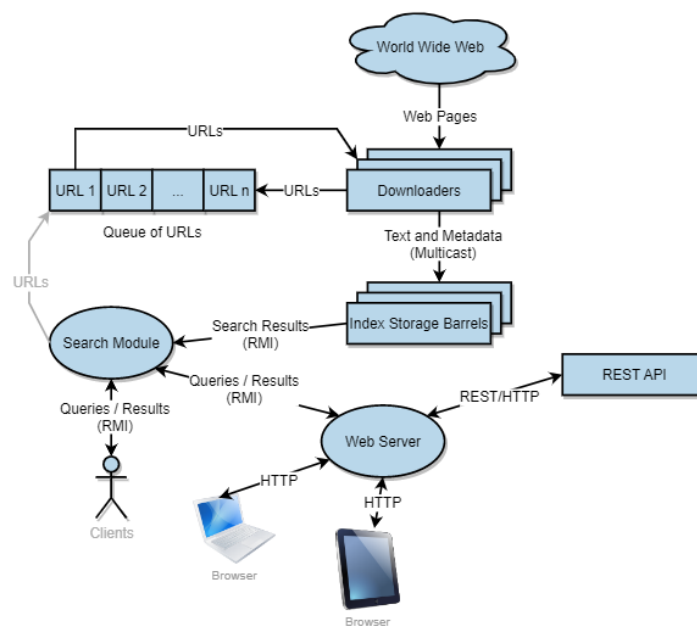 World Wide Web
Web Pages
URLs
URL 1
URL 2
...
URL n
URLs
Downloaders
Queue of URLs
Text and Metadata
(Multicast)
URLs
Index Storage Barrels
Search Results
(RMI)
Search Module
Queries / Results
(RMI)
REST API
REST/HTTP
Queries / Results
(RMI)
Web Server
HTTP
HTTP
Clients
Browser
Browser